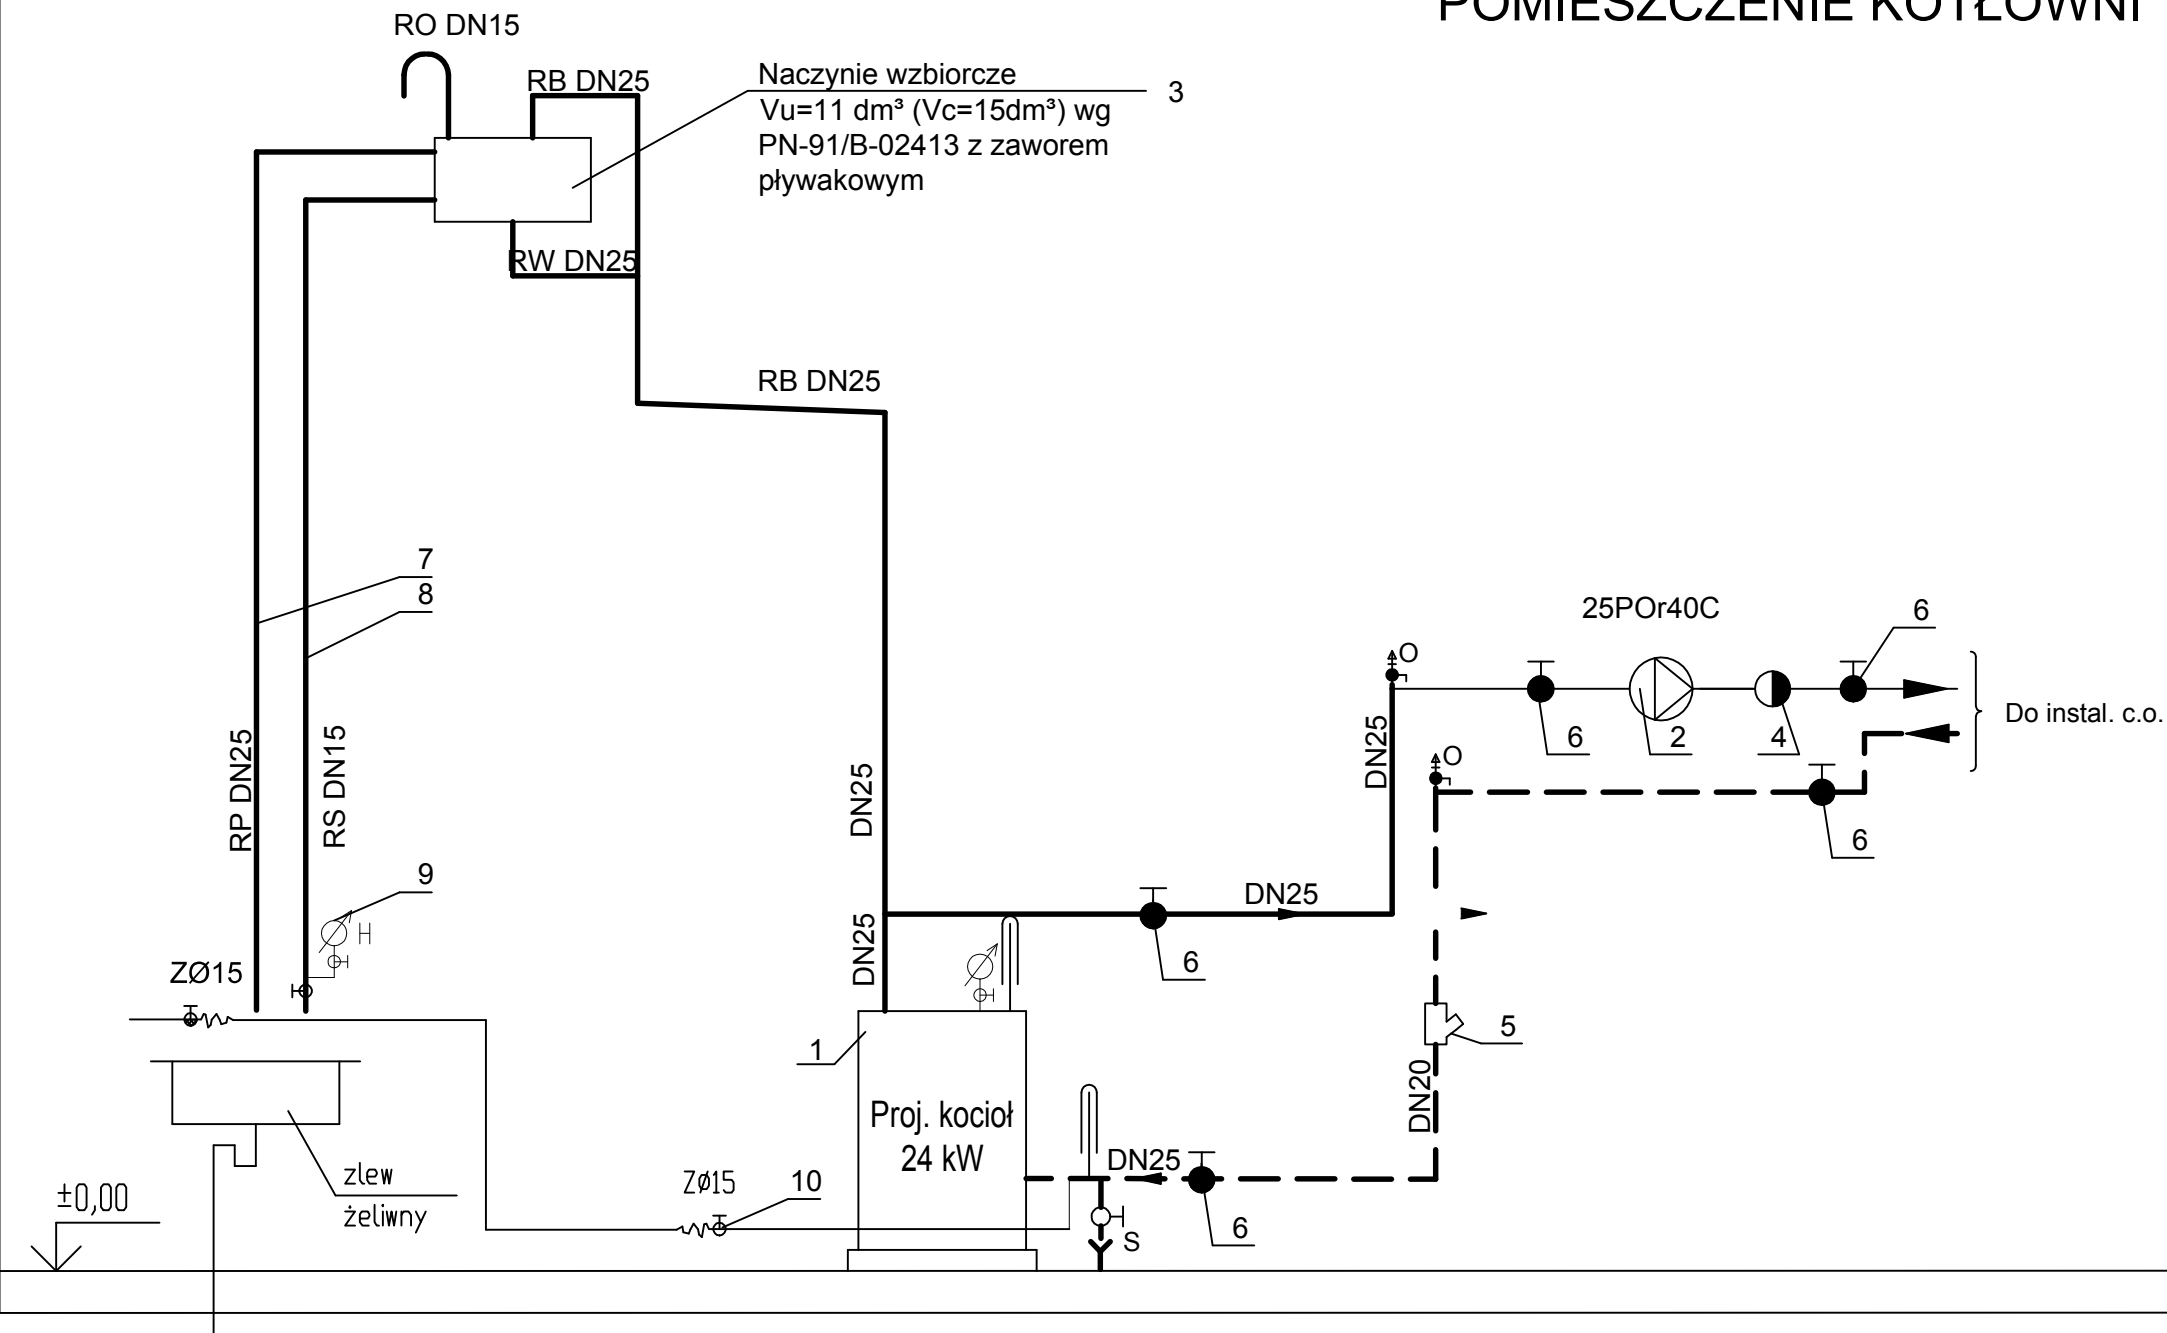 POMIESZCZENIE KOTŁOWNI
RO DN15
RB DN25
Naczynie wzbiorcze
3
Vu=11 dm³ (Vc=15dm³) wg
PN-91/B-02413 z zaworem
pływakowym
RW DN25
RB DN25
7
8
25POr40C
6
O
Do instal. c.o.
6
2
4
DN25
O
RP DN25
RS DN15
DN25
6
9
H
DN25
DN25
6
ZØ15
5
1
DN20
Proj. kocioł
24 kW
DN25
zlew
żeliwny
ZØ15
10
±0,00
6
S